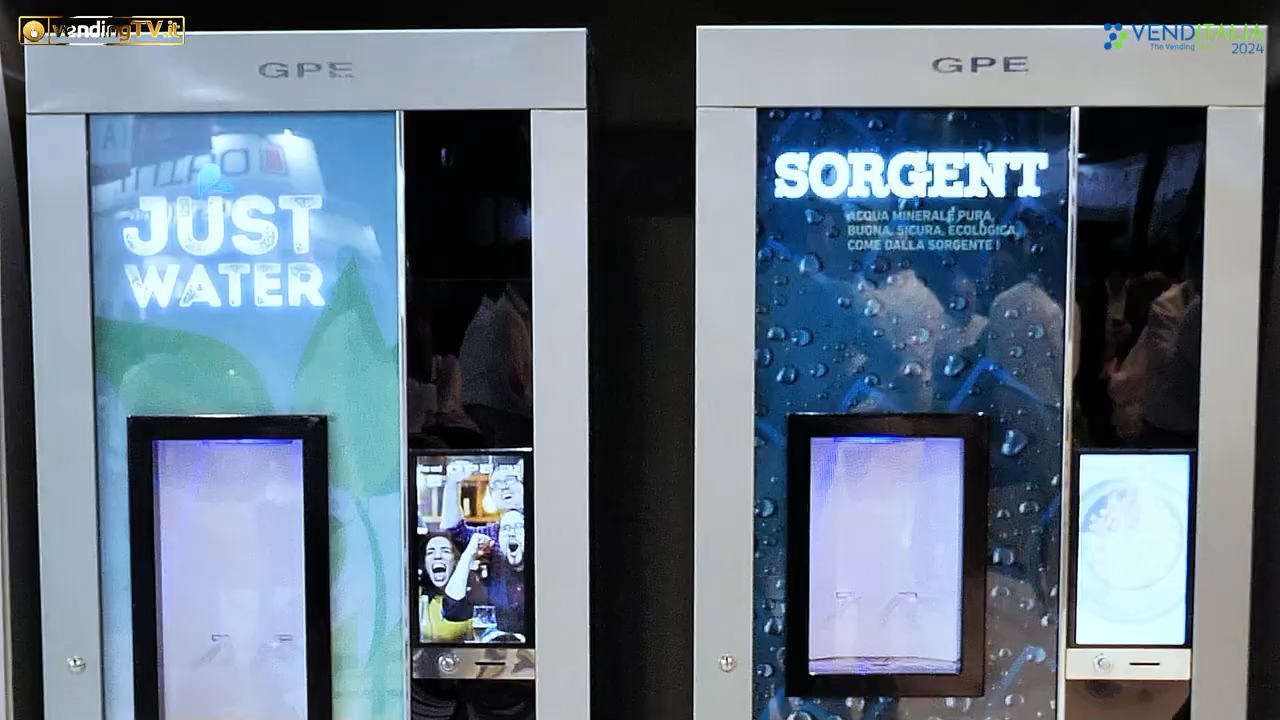 vendingTV.it
VENDITALIA
The Vending
2024
GPE
JUST
WATER
GPE
SORGENT
ACQUA MINERALE PURA,
BUONA, SICURA, ECOLOGICA,
COME DALLA SORGENTE !